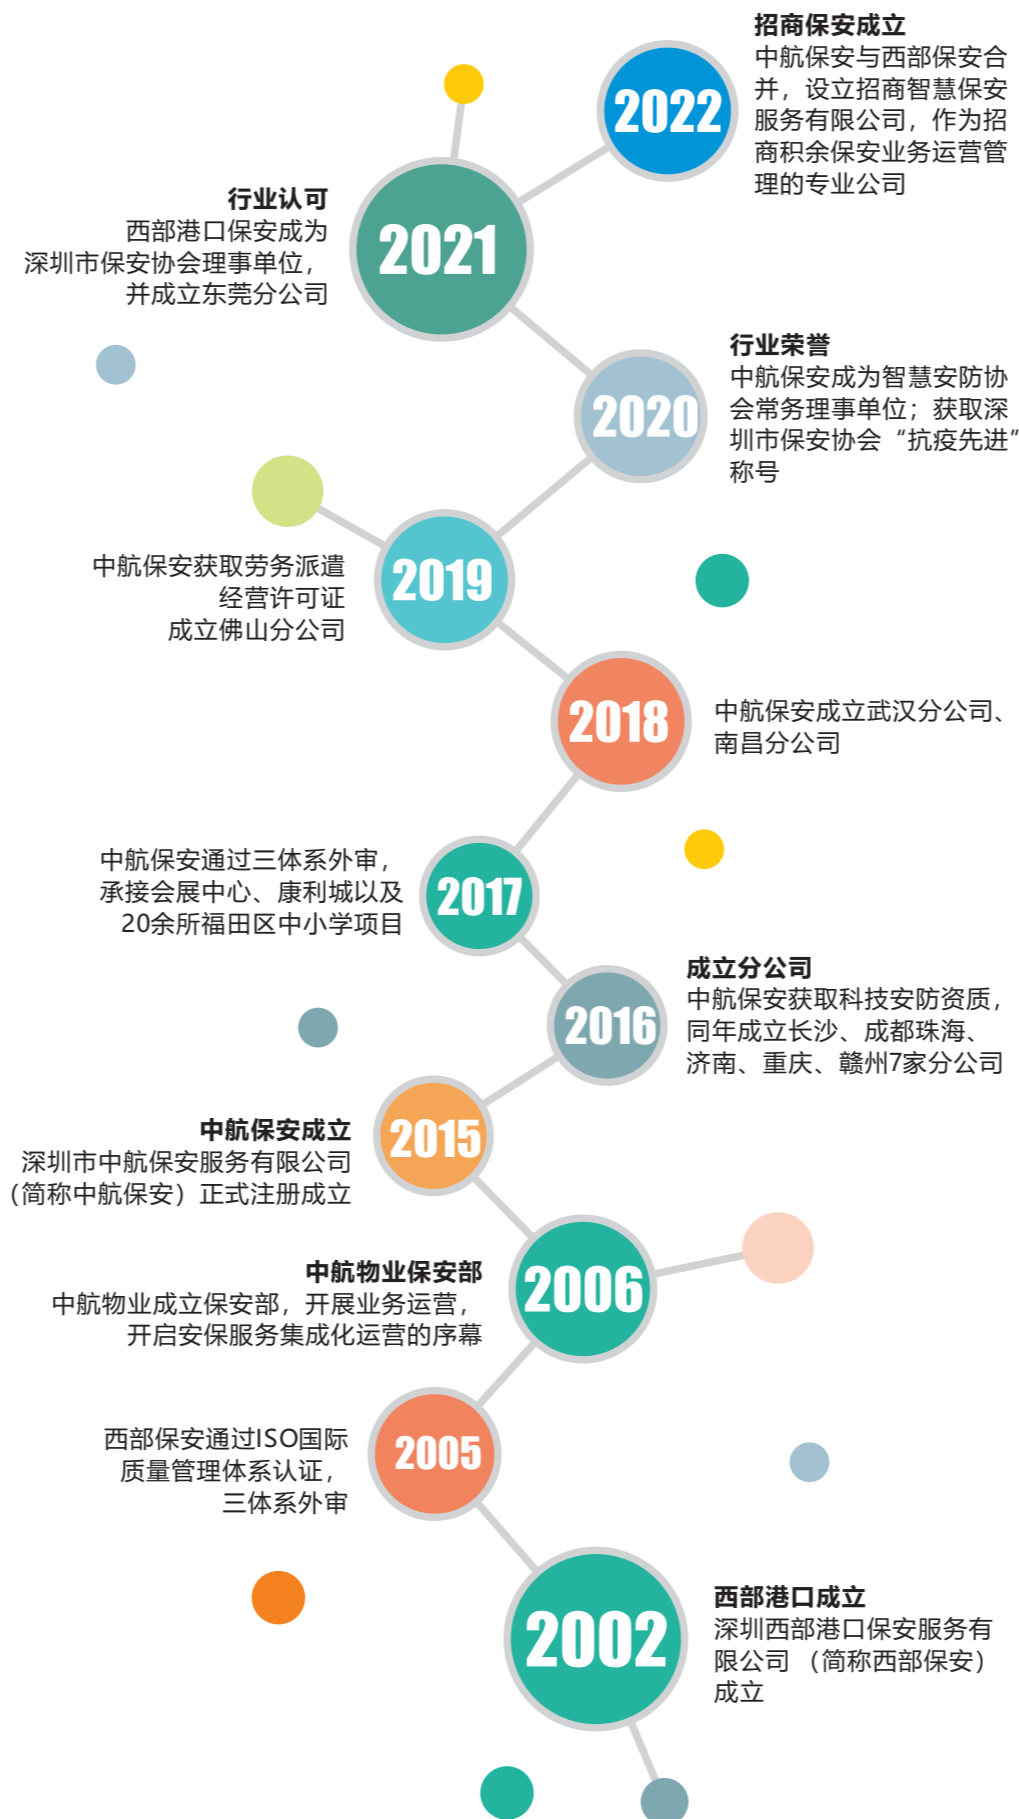 招商保安成立
中航保安与西部保安合
并，设立招商智慧保安
服务有限公司，作为招
商积余保安业务运营管
理的专业公司
2022
行业认可
西部港口保安成为
深圳市保安协会理事单位，
并成立东莞分公司
2021
行业荣誉
中航保安成为智慧安防协
会常务理事单位；获取深
圳市保安协会“抗疫先进”
称号
2020
中航保安获取劳务派遣
经营许可证
成立佛山分公司
2019
2018
中航保安成立武汉分公司、
南昌分公司
中航保安通过三体系外审，
承接会展中心、康利城以及
20余所福田区中小学项目
2017
成立分公司
中航保安获取科技安防资质，
同年成立长沙、成都珠海、
济南、重庆、赣州7家分公司
2016
中航保安成立
深圳市中航保安服务有限公司
（简称中航保安）正式注册成立
2015
中航物业保安部
中航物业成立保安部，开展业务运营，
开启安保服务集成化运营的序幕
2006
西部保安通过ISO国际
质量管理体系认证，
三体系外审
2005
西部港口成立
深圳西部港口保安服务有
限公司 （简称西部保安）
成立
2002